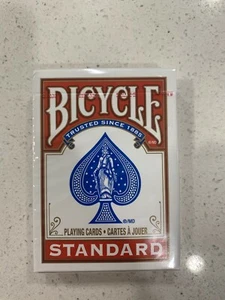 BICYCLE
TRUSTED SINCE 1885
PLAYING CARDS • CARTES À JOUER
STANDARD